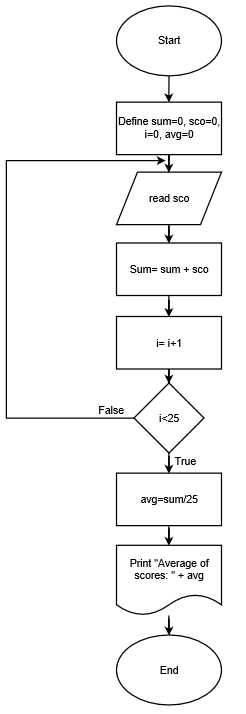 Start
Define sum=0, sco=0,
i=0, avg=0
read sco
Sum= sum + sco
i= i+1
i<25
False
True
avg=sum/25
Print "Average of
scores: " + avg
End